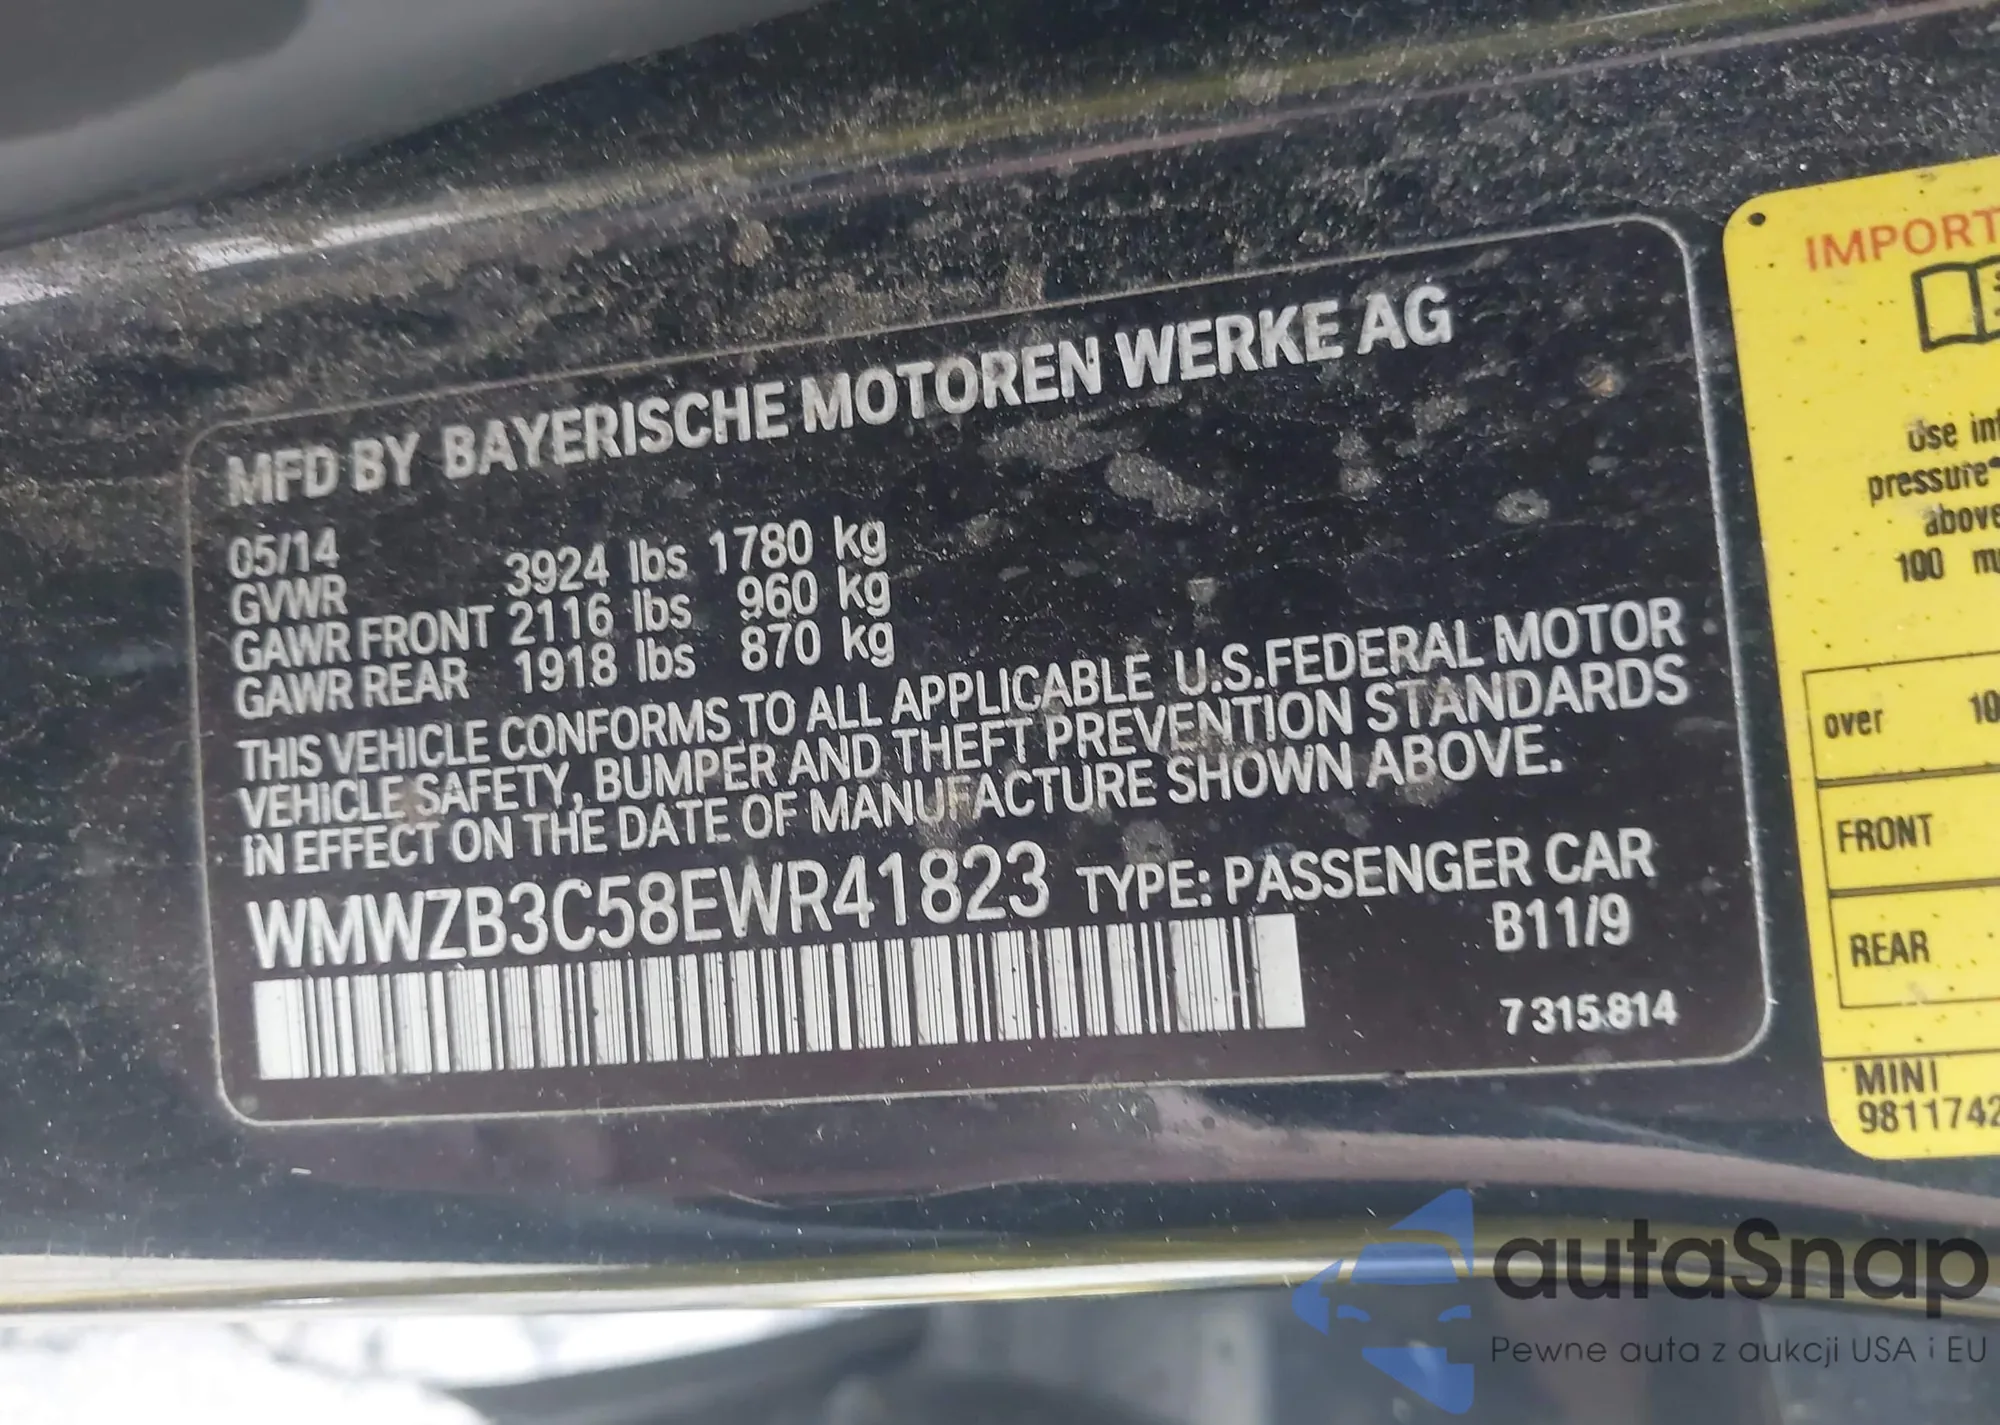 MFD BY BAYERISCHE MOTOREN WERKE AG
05/14
GVWR 3924 lbs 1780 kg
GAWR FRONT 2116 lbs 960 kg
GAWR REAR 1918 lbs 870 kg
THIS VEHICLE CONFORMS TO ALL APPLICABLE U.S.FEDERAL MOTOR
VEHICLE SAFETY, BUMPER AND THEFT PREVENTION STANDARDS
IN EFFECT ON THE DATE OF MANUFACTURE SHOWN ABOVE.
WMWZB3C58EWR41823 TYPE: PASSENGER CAR
B11/9
7 315.814
IMPORT
Use inf
pressure
above
100
over 10
FRONT
REAR
MINI
9811742
autaSnap
Pewne auta z aukcji USA i EU